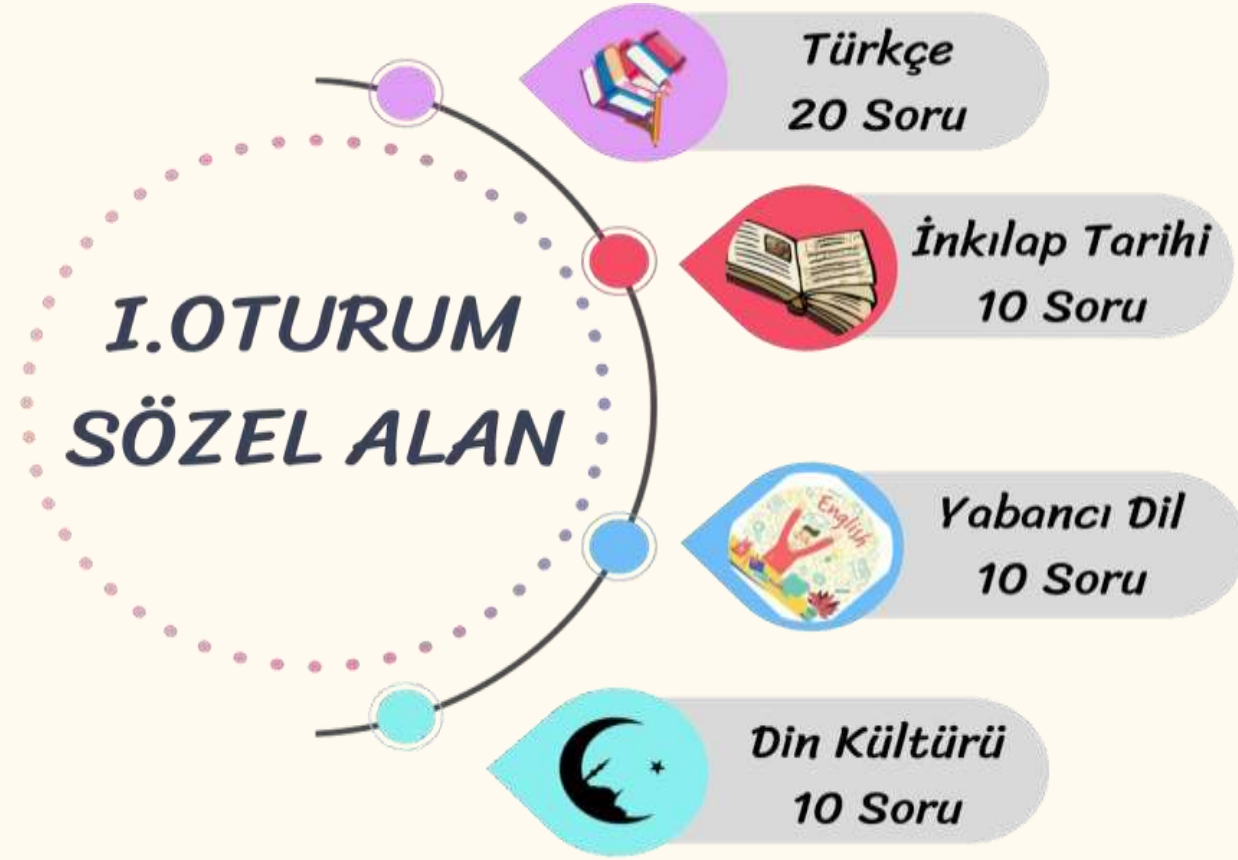 I.OTURUM
SÖZEL ALAN
Türkçe
20 Soru
İnkılap Tarihi
10 Soru
English
Yabancı Dil
10 Soru
Din Kültürü
10 Soru